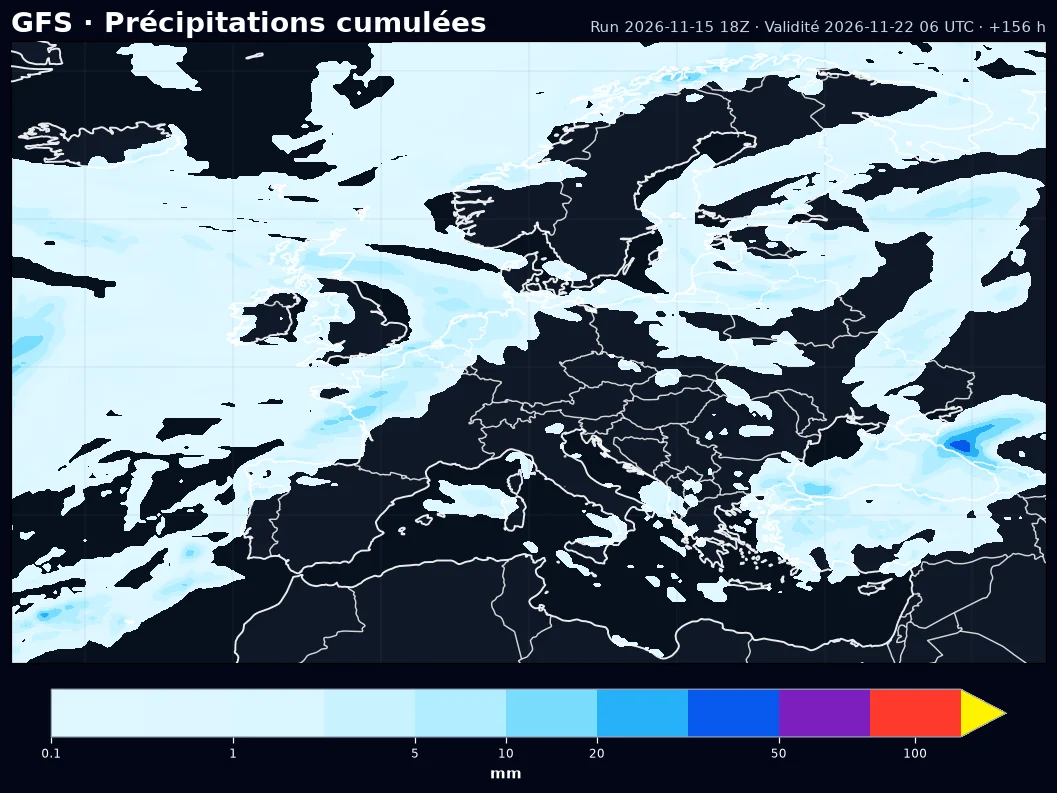 GFS · Précipitations cumulées
Run 2026-11-15 18Z · Validité 2026-11-22 06 UTC · +156 h
0.1 1 5 10 20 50 100
mm